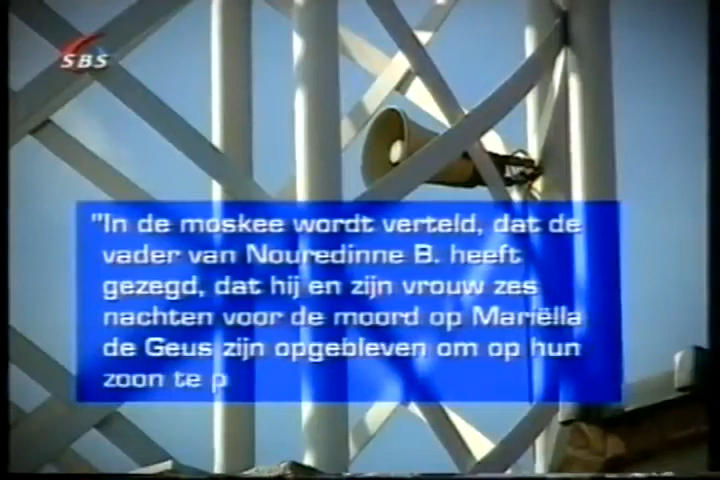 SBS
"In de moskee wordt verteld, dat de
vader van Nouredinne B. heeft
gezegd, dat hij en zijn vrouw zes
nachten voor de moord op Mariëlla
de Geus zijn opgebleven om op hun
zoon te p